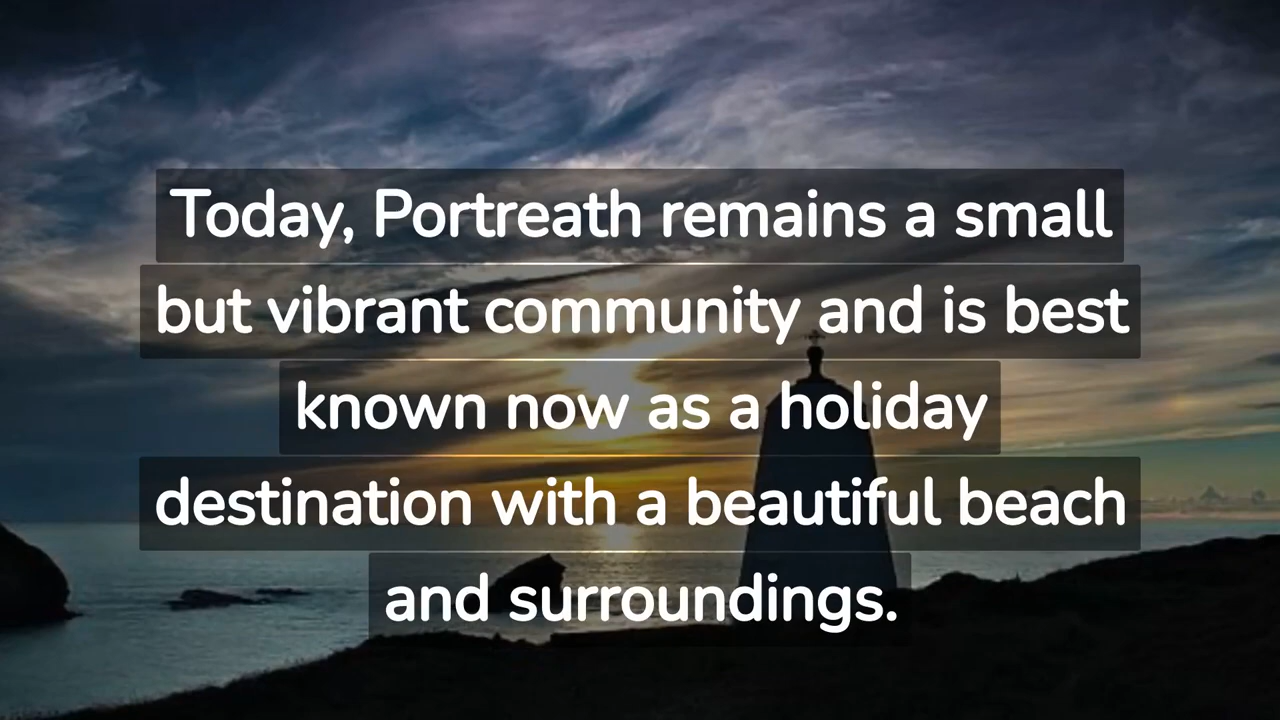 Today, Portreath remains a small
but vibrant community and is best
known now as a holiday
destination with a beautiful beach
and surroundings.